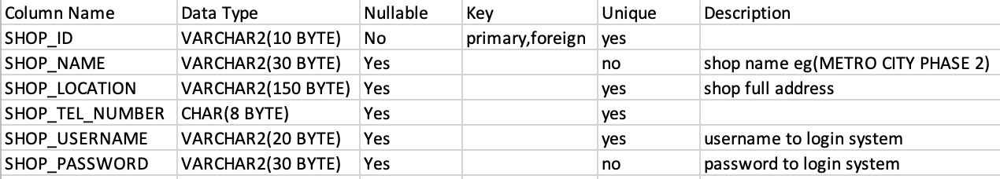 Column Name Data Type Nullable Key Unique Description
SHOP_ID VARCHAR2(10 BYTE) No primary,foreign yes
SHOP_NAME VARCHAR2(30 BYTE) Yes no shop name eg(METRO CITY PHASE 2)
SHOP_LOCATION VARCHAR2(150 BYTE) Yes yes shop full address
SHOP_TEL_NUMBER CHAR(8 BYTE) Yes yes
SHOP_USERNAME VARCHAR2(20 BYTE) Yes yes username to login system
SHOP_PASSWORD VARCHAR2(30 BYTE) Yes no password to login system